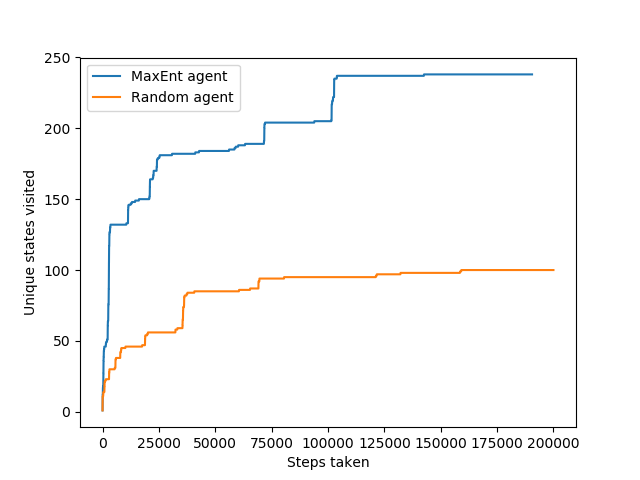 MaxEnt agent
Random agent
Unique states visited
250
200
150
100
50
0
0 25000 50000 75000 100000 125000 150000 175000 200000
Steps taken